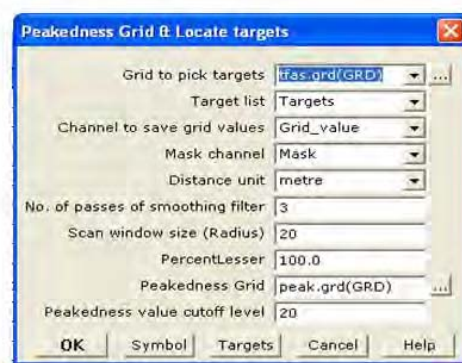 Peakedness Grid & Locate targets
Grid to pick targets tfas.grd(GRD) ...
Target list Targets
Channel to save grid values Grid_value
Mask channel Mask
Distance unit metre
No. of passes of smoothing filter 3
Scan window size (Radius) 20
PercentLesser 100.0
Peakedness Grid peak.grd(GRD) ...
Peakedness value cutoff level 20
OK Symbol Targets Cancel Help